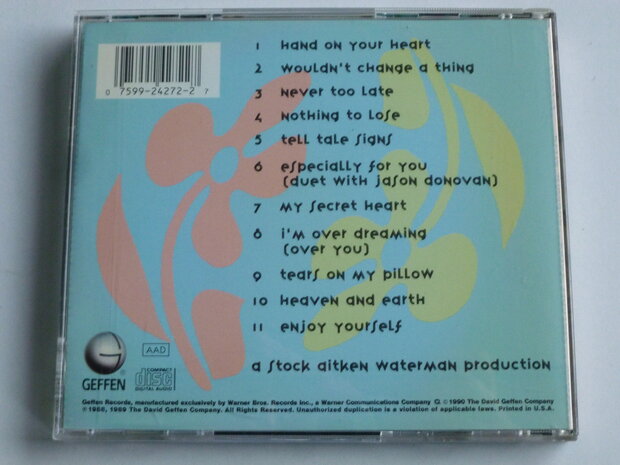 0 7599-24272-2 7
1 Hand on your Heart
2 wouldn't change a thing
3 Never too late
4 Nothing to lose
5 tell tale signs
6 especially for you
(duet with jason donovan)
7 my secret heart
8 i'm over dreaming
(over you)
9 tears on my pillow
10 heaven and earth
11 enjoy yourself
a stock aitken waterman production
GEFFEN ®
AAD
COMPACT
disc
DIGITAL AUDIO
Geffen Records, manufactured exclusively by Warner Bros. Records Inc., a Warner Communications Company ©1990 The David Geffen Company
℗1988, 1989 The David Geffen Company. All Rights Reserved. Unauthorized duplication is a violation of applicable laws. Printed in U.S.A.